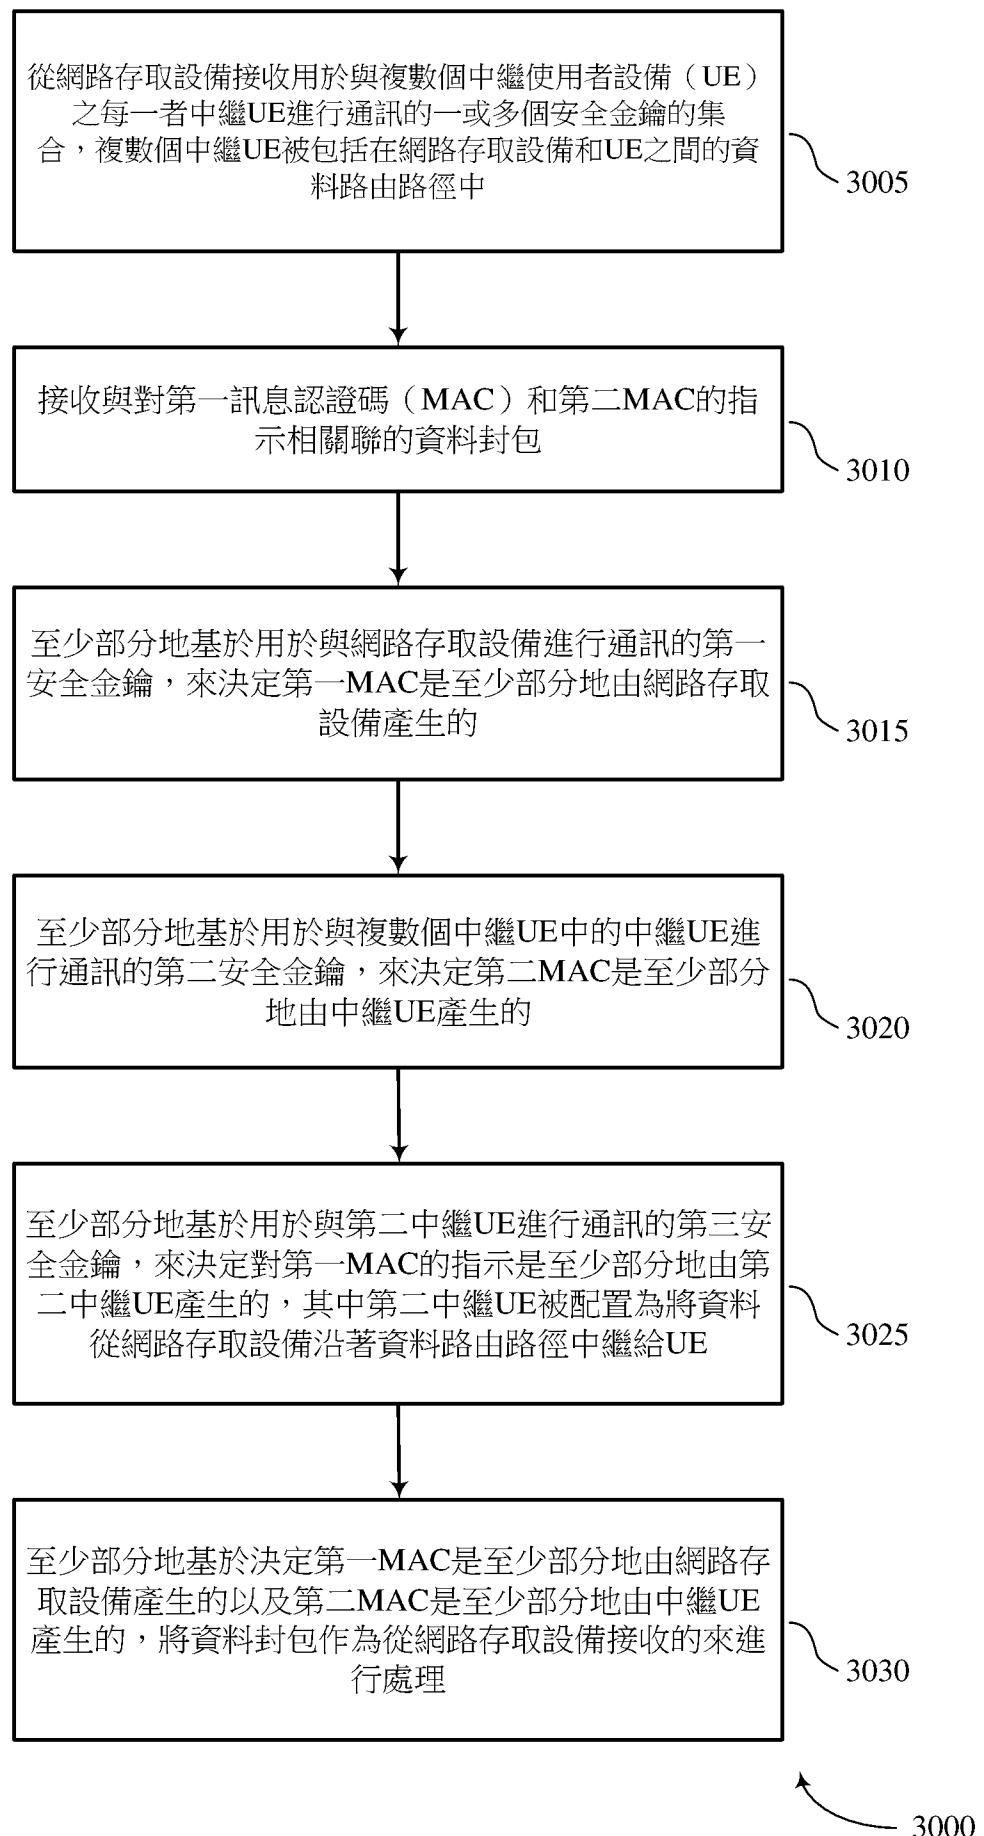 從網路存取設備接收用於與複數個中繼使用者設備（UE）
之每一者中繼UE進行通訊的一或多個安全金鑰的集
合，複數個中繼UE被包括在網路存取設備和UE之間的資
料路由路徑中
3005
接收與對第一訊息認證碼（MAC）和第二MAC的指
示相關聯的資料封包
3010
至少部分地基於用於與網路存取設備進行通訊的第一
安全金鑰，來決定第一MAC是至少部分地由網路存取
設備產生的
3015
至少部分地基於用於與複數個中繼UE中的中繼UE進
行通訊的第二安全金鑰，來決定第二MAC是至少部分
地由中繼UE產生的
3020
至少部分地基於用於與第二中繼UE進行通訊的第三安
全金鑰，來決定對第一MAC的指示是至少部分地由第
二中繼UE產生的，其中第二中繼UE被配置為將資料
從網路存取設備沿著資料路由路徑中繼給UE
3025
至少部分地基於決定第一MAC是至少部分地由網路存
取設備產生的以及第二MAC是至少部分地由中繼UE
產生的，將資料封包作為從網路存取設備接收的來進
行處理
3030
3000